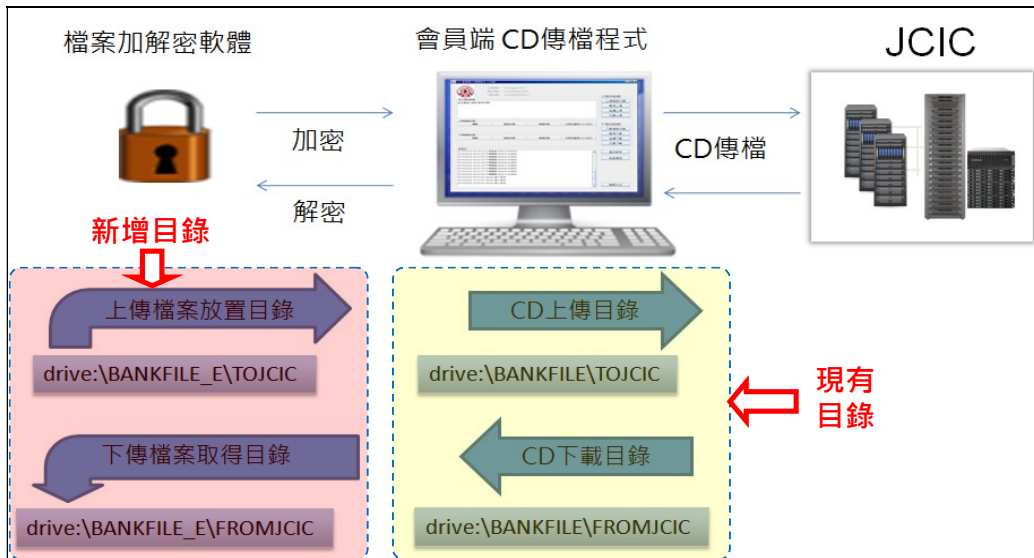 檔案加解密軟體
會員端 CD傳檔程式
JCIC
加密
CD傳檔
解密
新增目錄
上傳檔案放置目錄
CD上傳目錄
drive:\BANKFILE_E\TOJCIC
drive:\BANKFILE\TOJCIC
現有
目錄
下傳檔案取得目錄
CD下載目錄
drive:\BANKFILE_E\FROMJCIC
drive:\BANKFILE\FROMJCIC